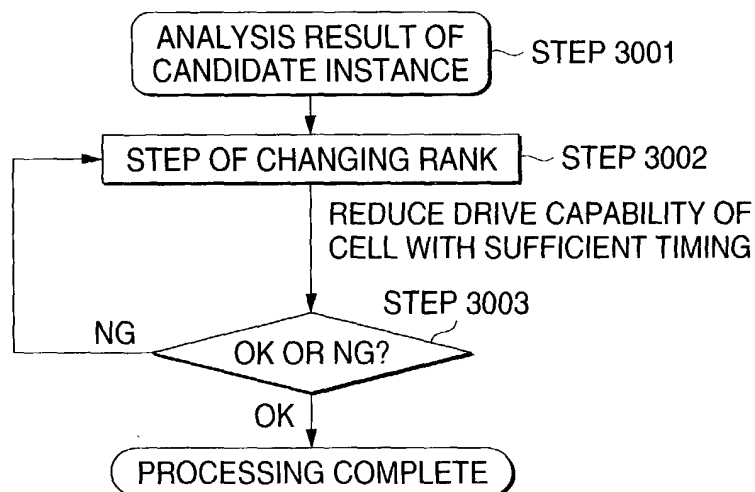 ANALYSIS RESULT OF
CANDIDATE INSTANCE
STEP 3001
STEP OF CHANGING RANK
STEP 3002
REDUCE DRIVE CAPABILITY OF
CELL WITH SUFFICIENT TIMING
STEP 3003
NG
OK OR NG?
OK
PROCESSING COMPLETE